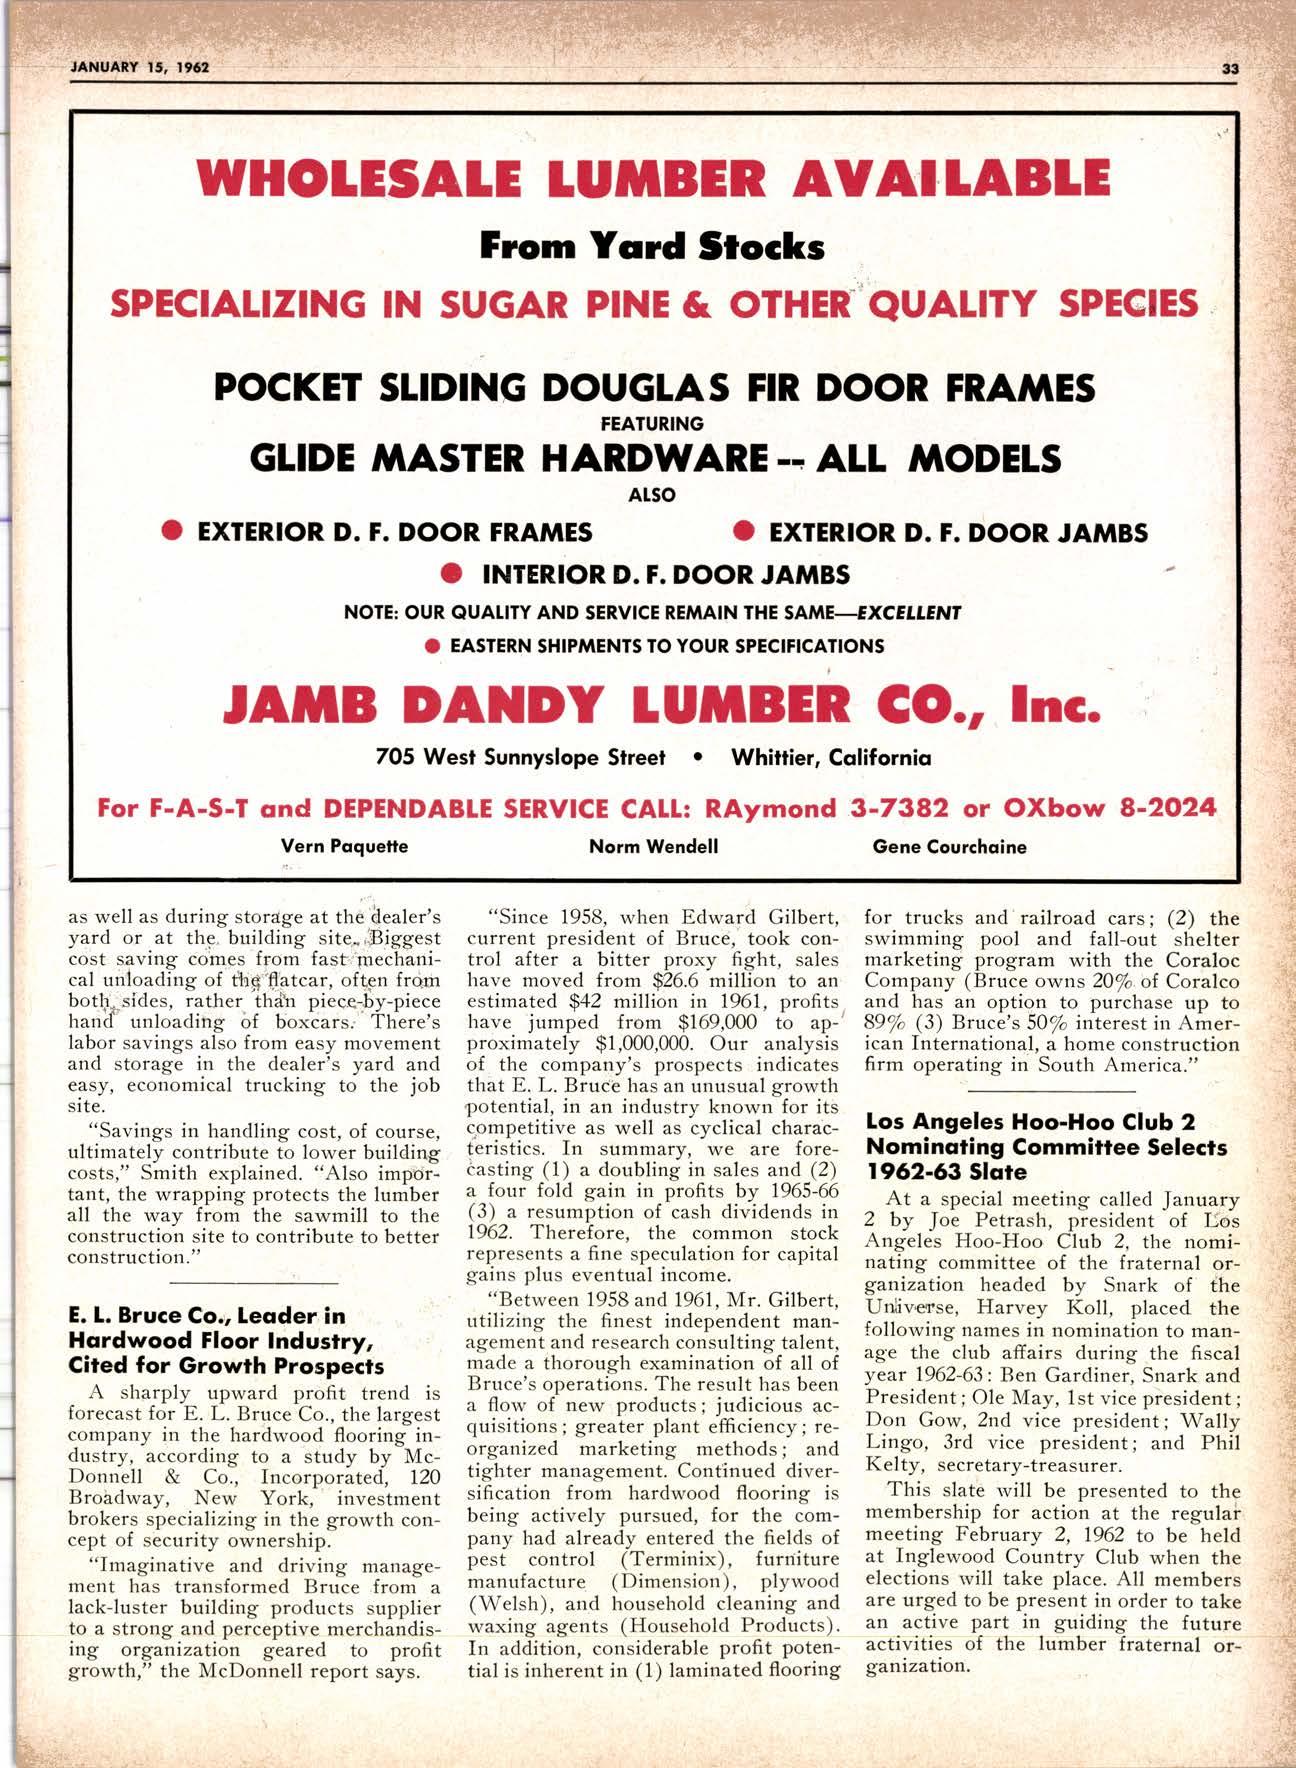 JANUARY 15, 1962 33
WHOLESALE LUMBER AVAILABLE
From Yard Stocks
SPECIALIZING IN SUGAR PINE & OTHER QUALITY SPECIES
POCKET SLIDING DOUGLAS FIR DOOR FRAMES
FEATURING
GLIDE MASTER HARDWARE -- ALL MODELS
ALSO
● EXTERIOR D. F. DOOR FRAMES ● EXTERIOR D. F. DOOR JAMBS
● INTERIOR D. F. DOOR JAMBS
NOTE: OUR QUALITY AND SERVICE REMAIN THE SAME—EXCELLENT
● EASTERN SHIPMENTS TO YOUR SPECIFICATIONS
JAMB DANDY LUMBER CO., Inc.
705 West Sunnyslope Street • Whittier, California
For F-A-S-T and DEPENDABLE SERVICE CALL: RAymond 3-7382 or OXbow 8-2024
Vern Paquette Norm Wendell Gene Courchaine
as well as during storage at the dealer's
yard or at the building site. Biggest
cost saving comes from fast mechani-
cal unloading of the flatcar, often from
both sides, rather than piece-by-piece
hand unloading of boxcars. There's
labor savings also from easy movement
and storage in the dealer's yard and
easy, economical trucking to the job
site.
"Savings in handling cost, of course,
ultimately contribute to lower building
costs," Smith explained. "Also impor-
tant, the wrapping protects the lumber
all the way from the sawmill to the
construction site to contribute to better
construction."
E. L. Bruce Co., Leader in
Hardwood Floor Industry,
Cited for Growth Prospects
A sharply upward profit trend is
forecast for E. L. Bruce Co., the largest
company in the hardwood flooring in-
dustry, according to a study by Mc-
Donnell & Co., Incorporated, 120
Broadway, New York, investment
brokers specializing in the growth con-
cept of security ownership.
"Imaginative and driving manage-
ment has transformed Bruce from a
lack-luster building products supplier
to a strong and perceptive merchandis-
ing organization geared to profit
growth," the McDonnell report says.
"Since 1958, when Edward Gilbert,
current president of Bruce, took con-
trol after a bitter proxy fight, sales
have moved from $26.6 million to an
estimated $42 million in 1961, profits
have jumped from $169,000 to ap-
proximately $1,000,000. Our analysis
of the company's prospects indicates
that E. L. Bruce has an unusual growth
potential, in an industry known for its
competitive as well as cyclical charac-
teristics. In summary, we are fore-
casting (1) a doubling in sales and (2)
a four fold gain in profits by 1965-66
(3) a resumption of cash dividends in
1962. Therefore, the common stock
represents a fine speculation for capital
gains plus eventual income.
"Between 1958 and 1961, Mr. Gilbert,
utilizing the finest independent man-
agement and research consulting talent,
made a thorough examination of all of
Bruce's operations. The result has been
a flow of new products; judicious ac-
quisitions; greater plant efficiency; re-
organized marketing methods; and
tighter management. Continued diver-
sification from hardwood flooring is
being actively pursued, for the com-
pany had already entered the fields of
pest control (Terminix), furniture
manufacture (Dimension), plywood
(Welsh), and household cleaning and
waxing agents (Household Products).
In addition, considerable profit poten-
tial is inherent in (1) laminated flooring
for trucks and railroad cars; (2) the
swimming pool and fall-out shelter
marketing program with the Coraloc
Company (Bruce owns 20% of Coralco
and has an option to purchase up to
89% (3) Bruce's 50% interest in Amer-
ican International, a home construction
firm operating in South America."
Los Angeles Hoo-Hoo Club 2
Nominating Committee Selects
1962-63 Slate
At a special meeting called January
2 by Joe Petrash, president of Los
Angeles Hoo-Hoo Club 2, the nomi-
nating committee of the fraternal or-
ganization headed by Snark of the
Universe, Harvey Koll, placed the
following names in nomination to man-
age the club affairs during the fiscal
year 1962-63: Ben Gardiner, Snark and
President; Ole May, 1st vice president;
Don Gow, 2nd vice president; Wally
Lingo, 3rd vice president; and Phil
Kelty, secretary-treasurer.
This slate will be presented to the
membership for action at the regular
meeting February 2, 1962 to be held
at Inglewood Country Club when the
elections will take place. All members
are urged to be present in order to take
an active part in guiding the future
activities of the lumber fraternal or-
ganization.